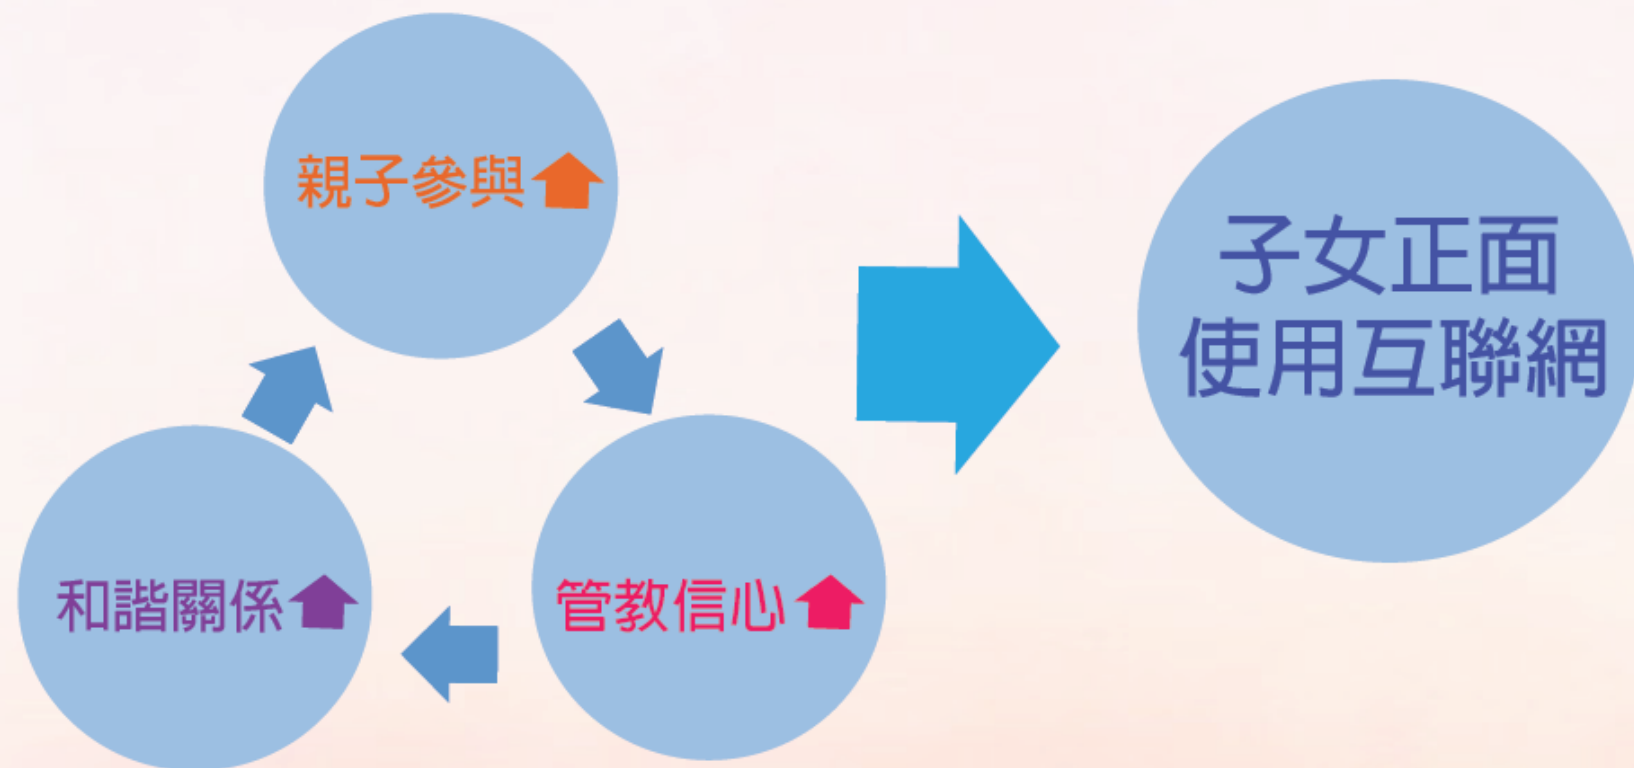 親子參與
子女正面
使用互聯網
和諧關係
管教信心